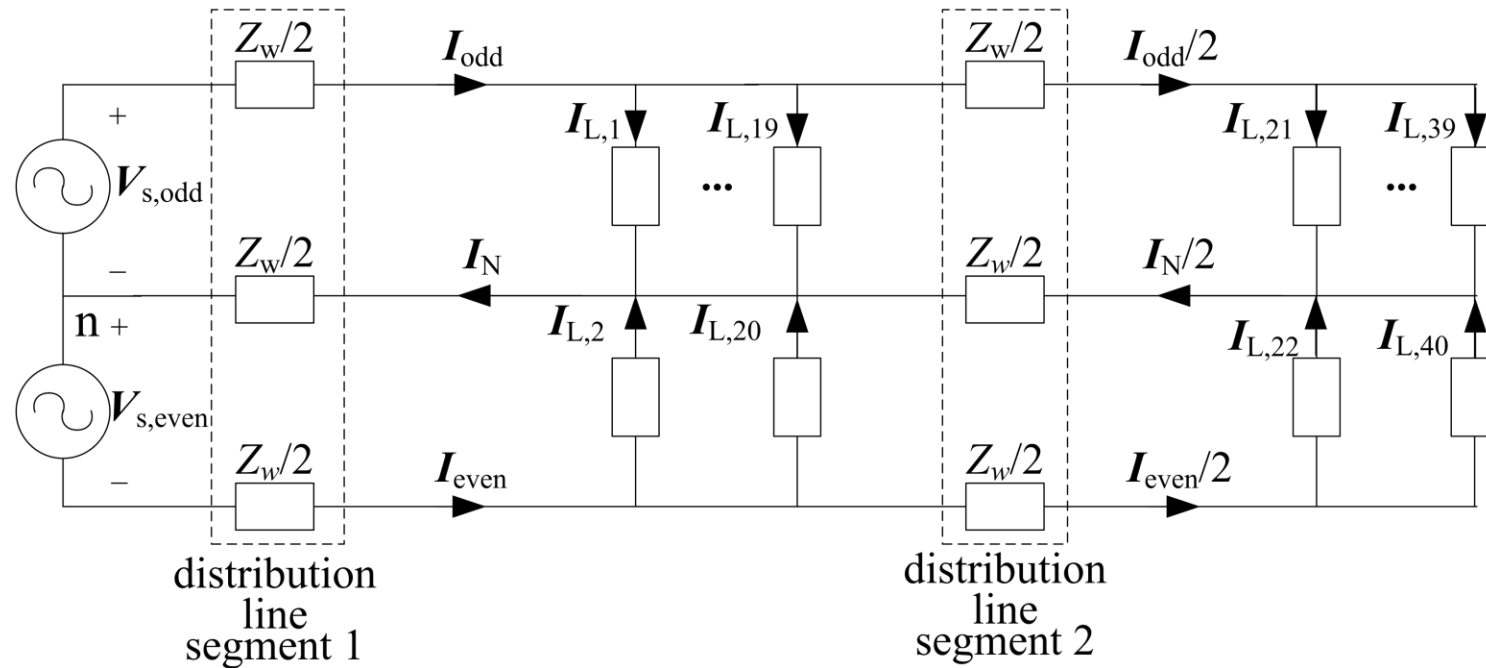 Z_w/2 I_odd Z_w/2 I_odd/2
+ I_L,1 I_L,19 I_L,21 I_L,39
V_s,odd ... ...
− I_N I_N/2
Z_w/2 Z_w/2
n + I_L,2 I_L,20 I_L,22 I_L,40
V_s,even
− Z_w/2 I_even Z_w/2 I_even/2
distribution
line
segment 1
distribution
line
segment 2